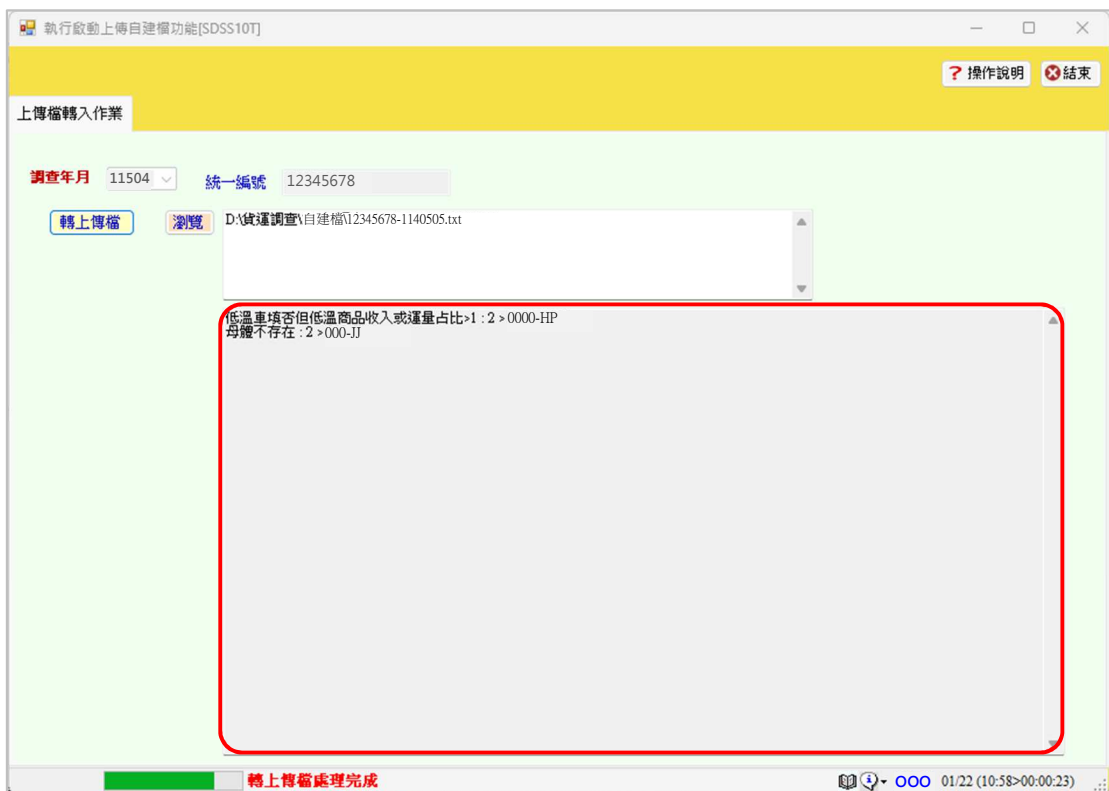 執行啟動上傳自建檔功能[SDSS10T]
? 操作說明 結束
上傳檔轉入作業
調查年月 11504 統一編號 12345678
轉上傳檔 瀏覽 D:\貨運調查\自建檔\12345678-1140505.txt
低溫車填否但低溫商品收入或運量占比>1 : 2 > 0000-HP
母體不存在 : 2 > 000-JJ
轉上傳檔處理完成 OOO 01/22 (10:58>00:00:23)